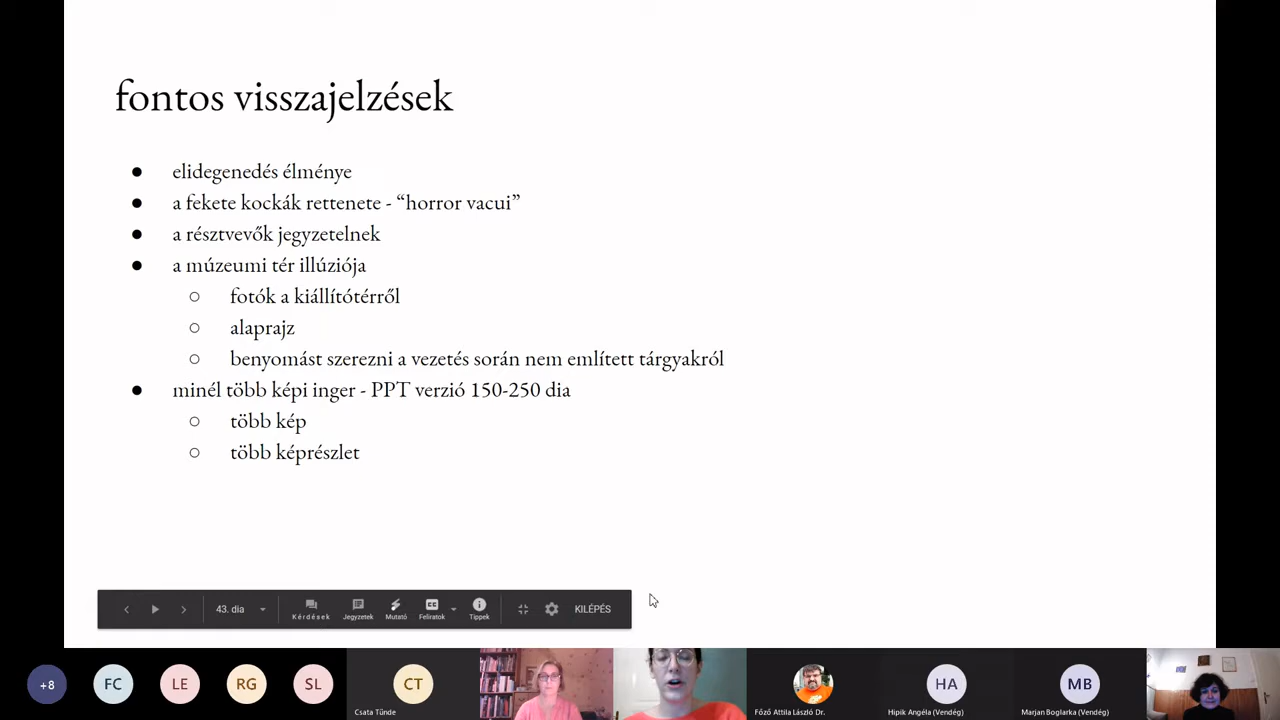 fontos visszajelzések
● elidegenedés élménye
● a fekete kockák rettenete - “horror vacui”
● a résztvevők jegyzetelnek
● a múzeumi tér illúziója
○ fotók a kiállítótérről
○ alaprajz
○ benyomást szerezni a vezetés során nem említett tárgyakról
● minél több képi inger - PPT verzió 150-250 dia
○ több kép
○ több képrészlet
43. dia
Kérdések Jegyzetek Mutató Feliratok Tippek
KILÉPÉS
+8 FC LE RG SL CT HA MB
Csata Tünde Főző Attila László Dr. Hipik Angéla (Vendég) Marjan Boglarka (Vendég)